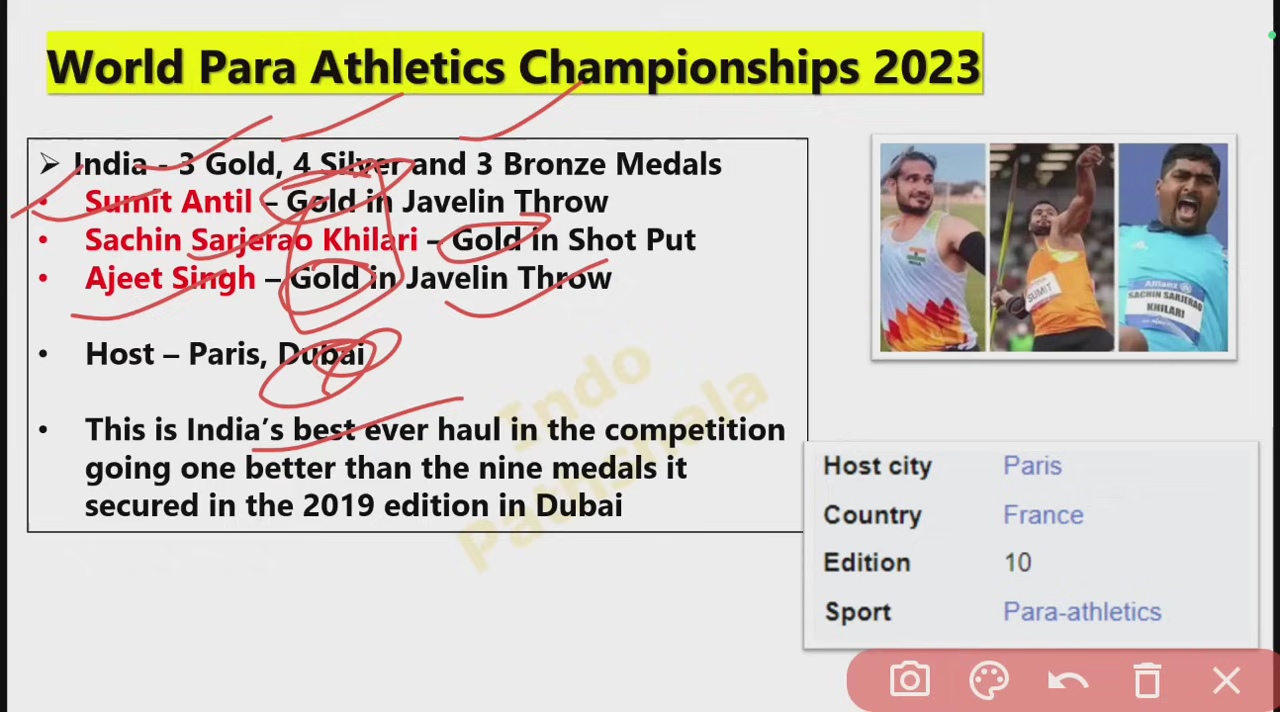 World Para Athletics Championships 2023
➢ India - 3 Gold, 4 Silver and 3 Bronze Medals
• Sumit Antil – Gold in Javelin Throw
• Sachin Sarjerao Khilari – Gold in Shot Put
• Ajeet Singh – Gold in Javelin Throw
• Host – Paris, Dubai
• This is India's best ever haul in the competition
going one better than the nine medals it
secured in the 2019 edition in Dubai
Indo
Pathshala
SUMIT
Allianz
SACHIN SARJERAO
KHILARI
Host city Paris
Country France
Edition 10
Sport Para-athletics